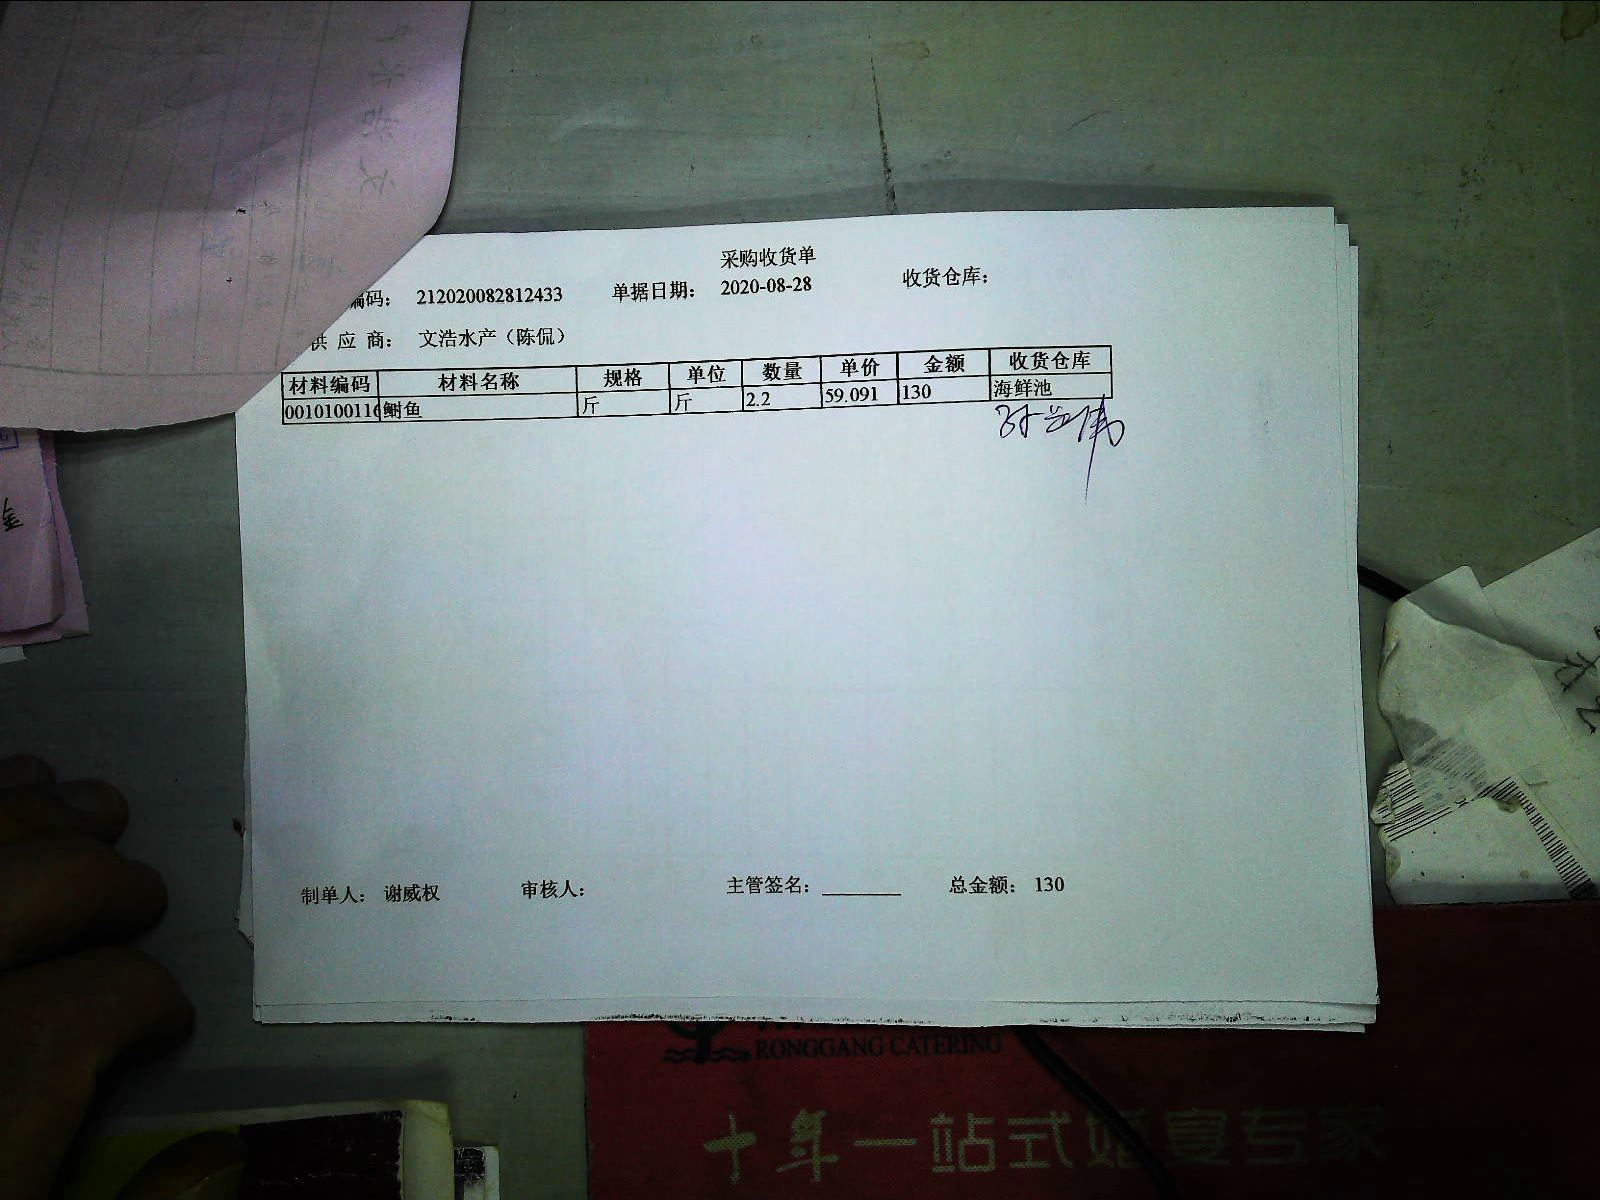 采购收货单
编码： 212020082812433 单据日期： 2020-08-28 收货仓库：
供 应 商： 文浩水产（陈侃）
材料编码 材料名称 规格 单位 数量 单价 金额 收货仓库
0010100116 鲥鱼 斤 斤 2.2 59.091 130 海鲜池
制单人： 谢威权 审核人： 主管签名：________ 总金额： 130
RONGGANG CATERING
十年一站式婚宴专家